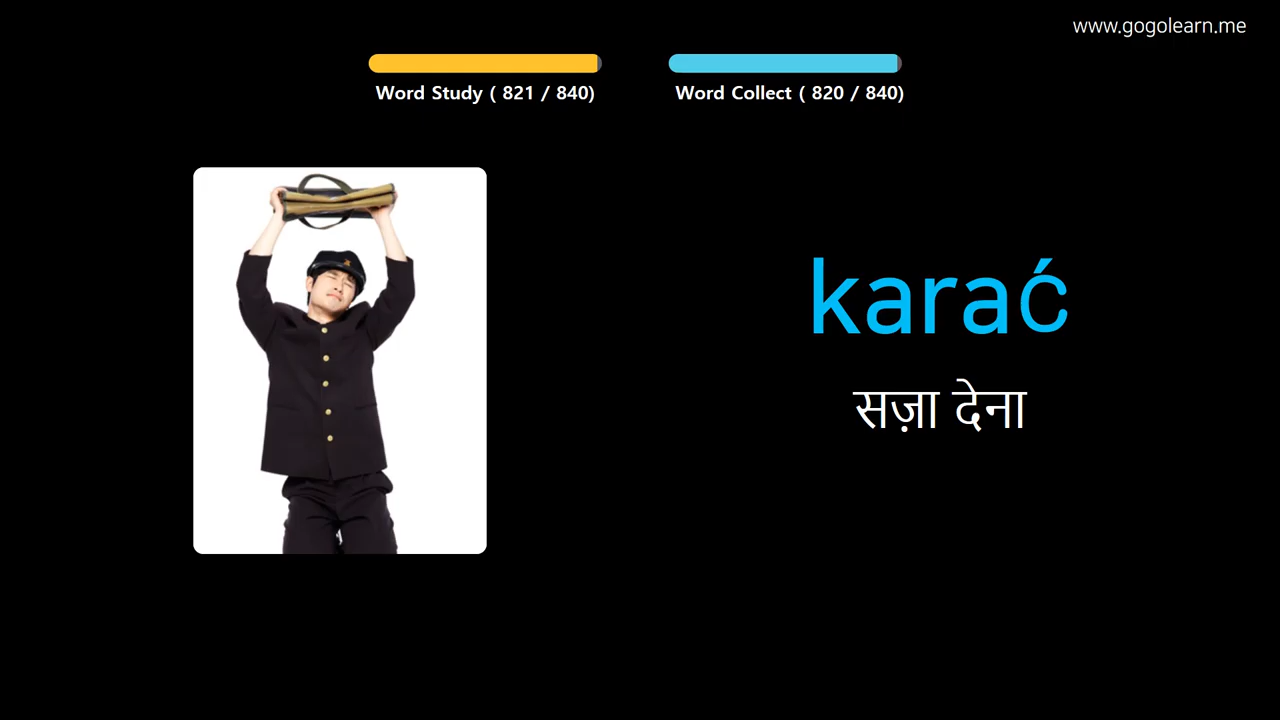 www.gogolearn.me
Word Study ( 821 / 840)
Word Collect ( 820 / 840)
karać
सज़ा देना